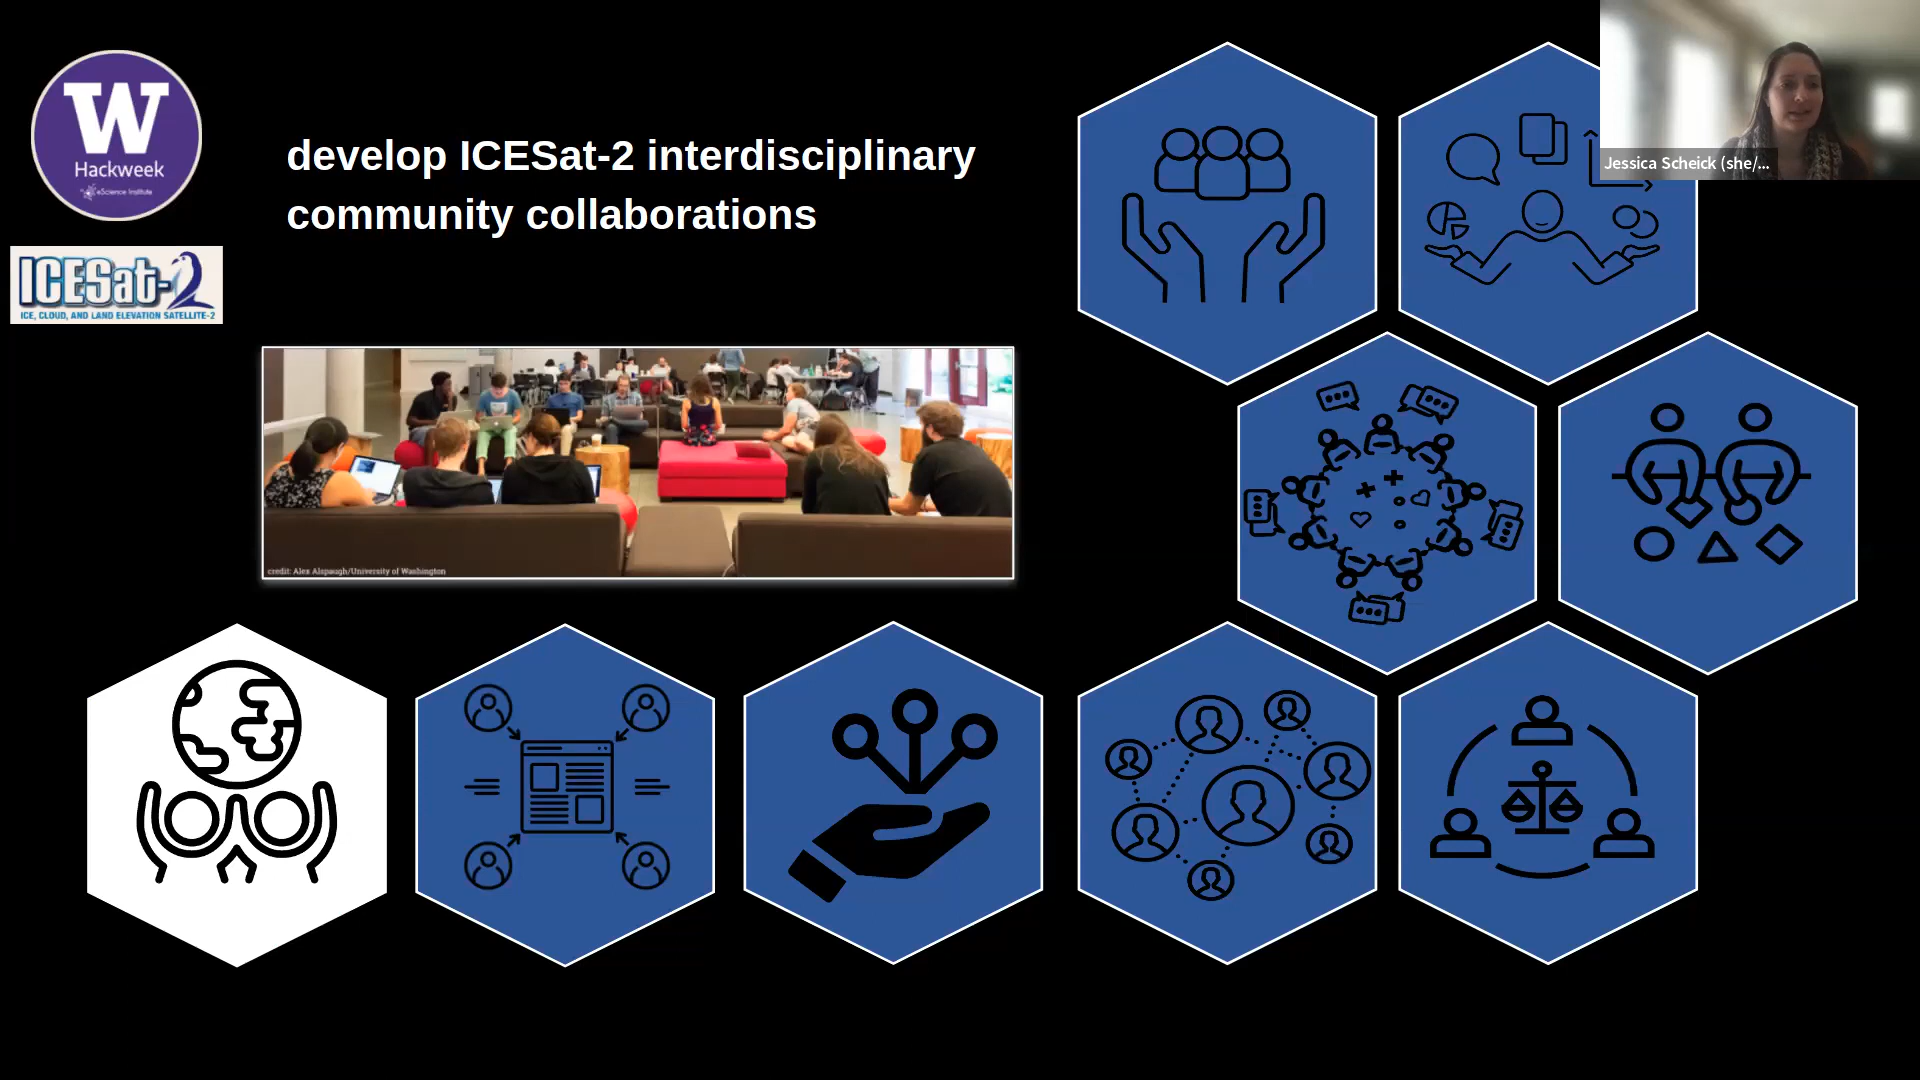 W
Hackweek
eScience Institute
ICESat-2
ICE, CLOUD, AND LAND ELEVATION SATELLITE-2
develop ICESat-2 interdisciplinary
community collaborations
credit: Alex Alspaugh/University of Washington
Jessica Scheick (she/...